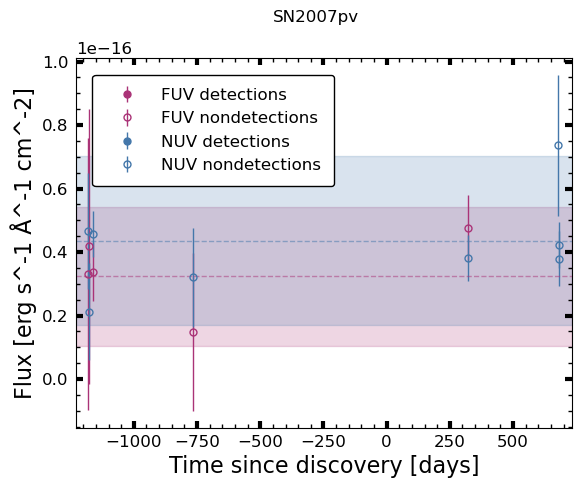 SN2007pv
1e−16
1.0
0.8
0.6
0.4
0.2
0.0
Flux [erg s^-1 Å^-1 cm^-2]
FUV detections
FUV nondetections
NUV detections
NUV nondetections
−1000 −750 −500 −250 0 250 500
Time since discovery [days]